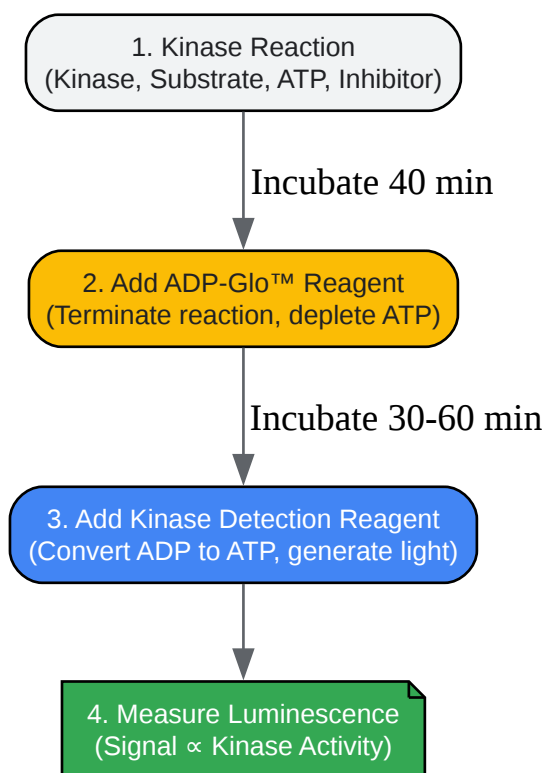 1. Kinase Reaction
(Kinase, Substrate, ATP, Inhibitor)
Incubate 40 min
2. Add ADP-Glo™ Reagent
(Terminate reaction, deplete ATP)
Incubate 30-60 min
3. Add Kinase Detection Reagent
(Convert ADP to ATP, generate light)
4. Measure Luminescence
(Signal ∝ Kinase Activity)